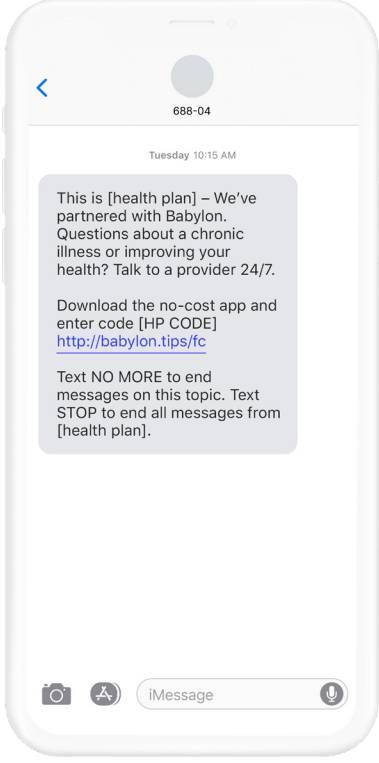 688-04
Tuesday 10:15 AM
This is [health plan] – We’ve
partnered with Babylon.
Questions about a chronic
illness or improving your
health? Talk to a provider 24/7.
Download the no-cost app and
enter code [HP CODE]
http://babylon.tips/fc
Text NO MORE to end
messages on this topic. Text
STOP to end all messages from
[health plan].
iMessage